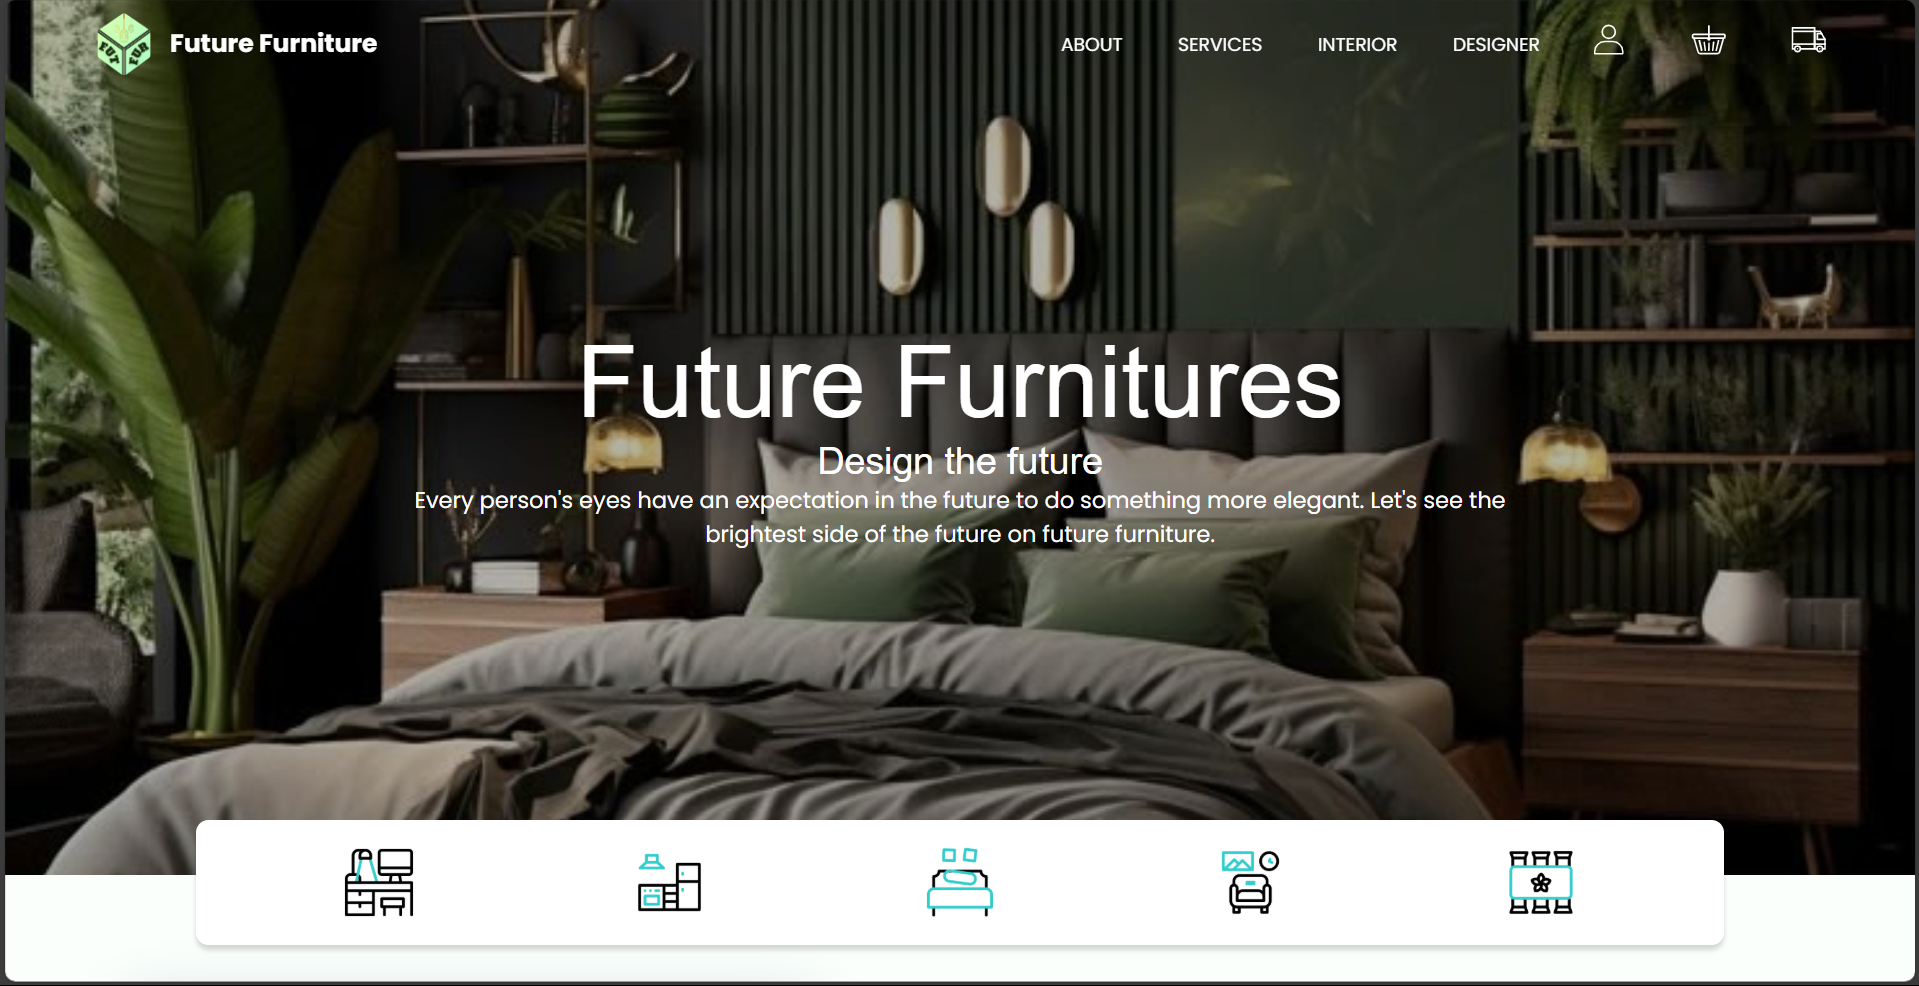 FUT FUR
Future Furniture
ABOUT SERVICES INTERIOR DESIGNER
Future Furnitures
Design the future
Every person's eyes have an expectation in the future to do something more elegant. Let's see the
brightest side of the future on future furniture.